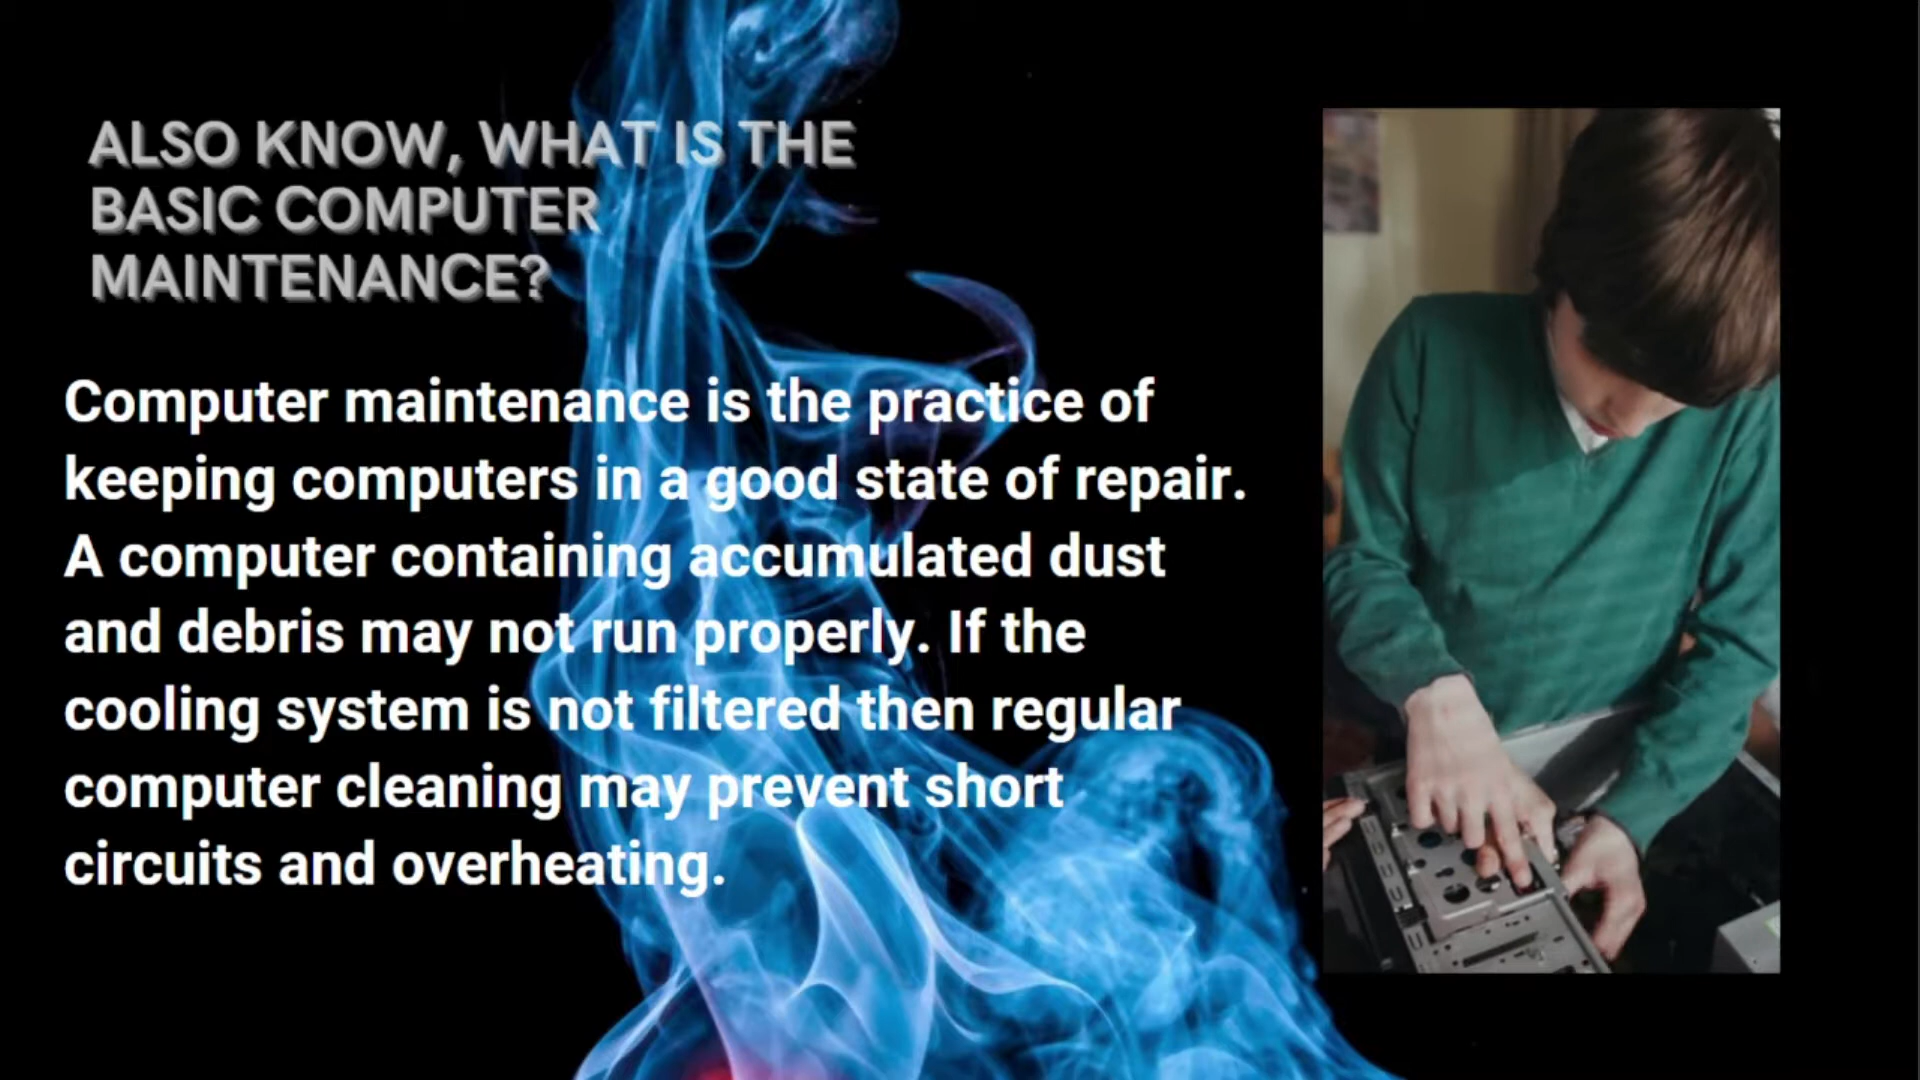 ALSO KNOW, WHAT IS THE
BASIC COMPUTER
MAINTENANCE?
Computer maintenance is the practice of
keeping computers in a good state of repair.
A computer containing accumulated dust
and debris may not run properly. If the
cooling system is not filtered then regular
computer cleaning may prevent short
circuits and overheating.